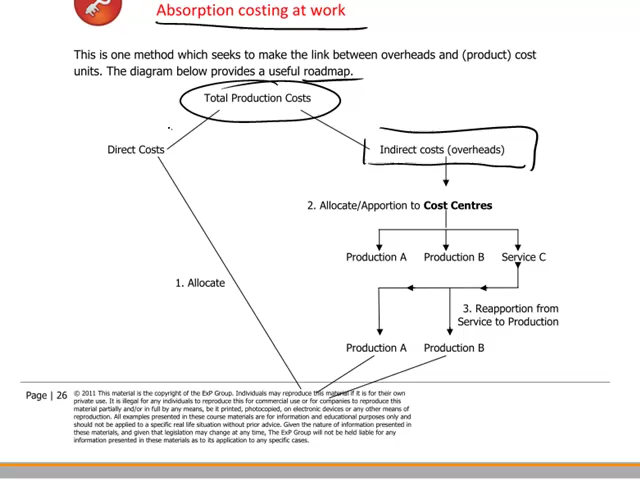 Absorption costing at work
This is one method which seeks to make the link between overheads and (product) cost
units. The diagram below provides a useful roadmap.
Total Production Costs
Direct Costs
Indirect costs (overheads)
2. Allocate/Apportion to Cost Centres
Production A
Production B
Service C
1. Allocate
3. Reapportion from
Service to Production
Production A
Production B
Page | 26
© 2011 This material is the copyright of the ExP Group. Individuals may reproduce this material if it is for their own
private use. It is illegal for any individuals to reproduce this for commercial use or for companies to reproduce this
material partially and/or in full by any means, be it printed, photocopied, on electronic devices or any other means of
reproduction. All examples presented in these course materials are for information and educational purposes only and
should not be applied to a specific real life situation without prior advice. Given the nature of information presented in
these materials, and given that legislation may change at any time, The ExP Group will not be held liable for any
information presented in these materials as to its application to any specific cases.